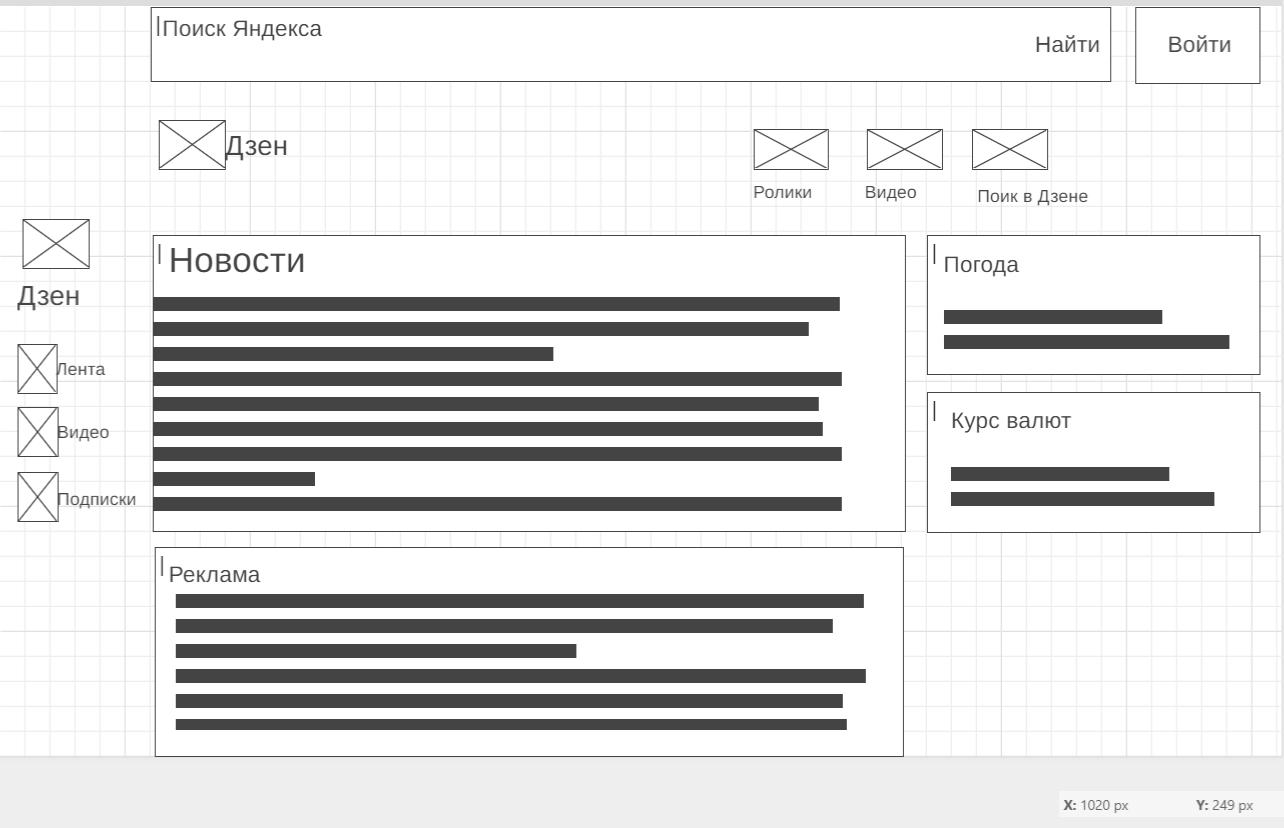 Поиск Яндекса
Найти
Войти
Дзен
Ролики
Видео
Поик в Дзене
Дзен
Лента
Видео
Подписки
Новости
Погода
Курс валют
Реклама
X: 1020 px
Y: 249 px